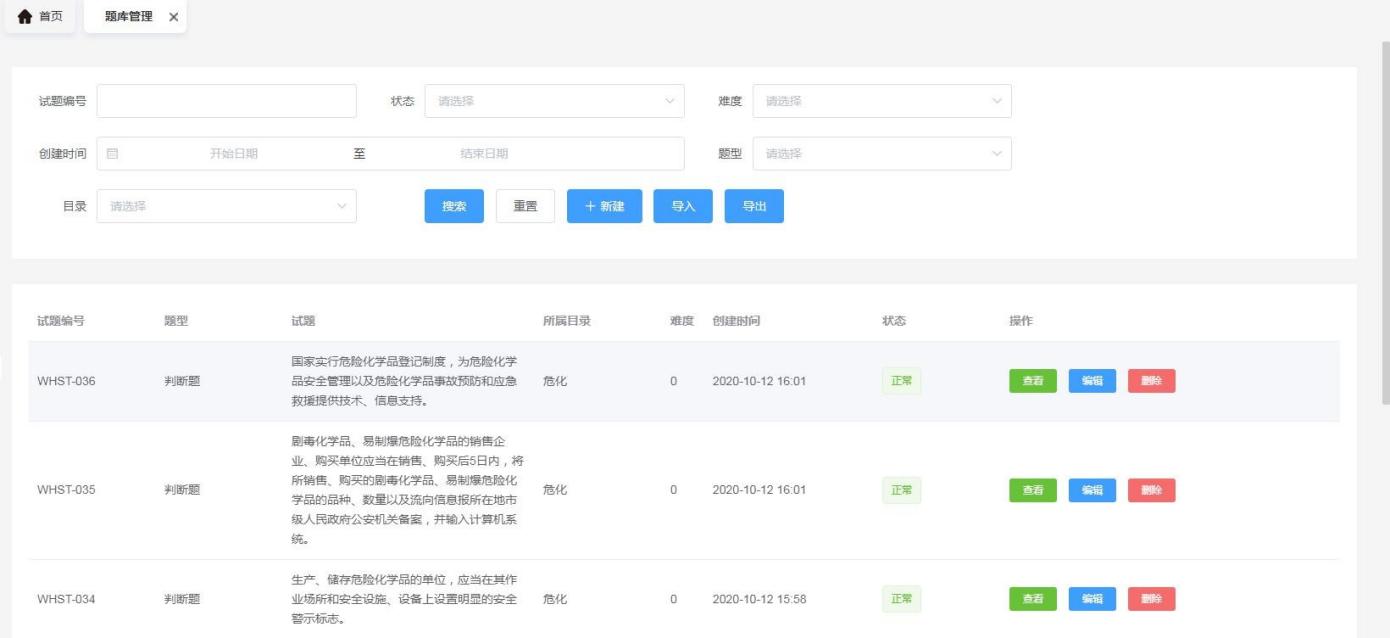 首页
题库管理
试题编号
状态 请选择
难度 请选择
创建时间 开始日期 至 结束日期
题型 请选择
目录 请选择
搜索 重置 + 新建 导入 导出
试题编号 题型 试题 所属目录 难度 创建时间 状态 操作
国家实行危险化学品登记制度，为危险化学
WHST-036 判断题 品安全管理以及危险化学品事故预防和应急 危化 0 2020-10-12 16:01 正常 查看 编辑 删除
救援提供技术、信息支持。
剧毒化学品、易制爆危险化学品的销售企
业、购买单位应当在销售、购买后5日内，将
所销售、购买的剧毒化学品、易制爆危险化
WHST-035 判断题 学品的品种、数量以及流向信息报所在地市 危化 0 2020-10-12 16:01 正常 查看 编辑 删除
级人民政府公安机关备案，并输入计算机系
统。
生产、储存危险化学品的单位，应当在其作
WHST-034 判断题 业场所和安全设施、设备上设置明显的安全 危化 0 2020-10-12 15:58 正常 查看 编辑 删除
警示标志。